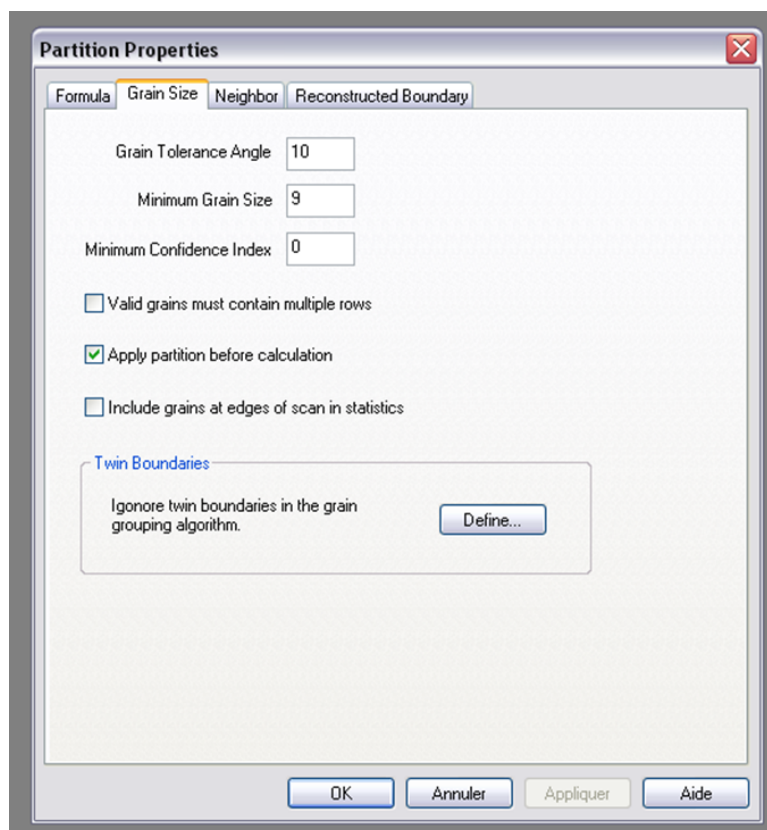 Partition Properties
Formula Grain Size Neighbor Reconstructed Boundary
Grain Tolerance Angle 10
Minimum Grain Size 9
Minimum Confidence Index 0
Valid grains must contain multiple rows
Apply partition before calculation
Include grains at edges of scan in statistics
Twin Boundaries
Igonore twin boundaries in the grain
grouping algorithm.
Define...
OK Annuler Appliquer Aide